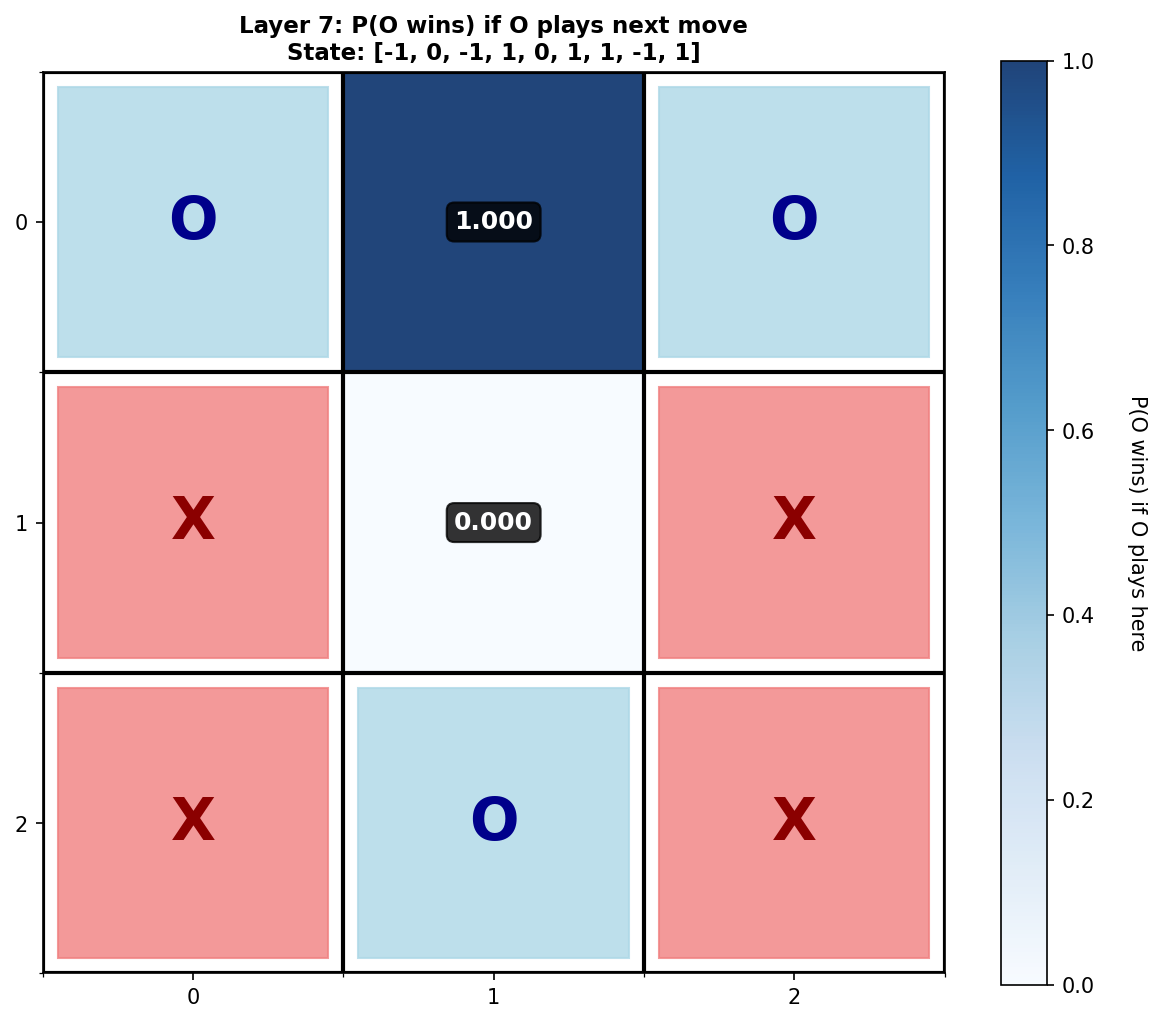 Layer 7: P(O wins) if O plays next move
State: [-1, 0, -1, 1, 0, 1, 1, -1, 1]
O 1.000 O
X 0.000 X
X O X
0
1
2
0 1 2
1.0
0.8
0.6
0.4
0.2
0.0
P(O wins) if O plays here